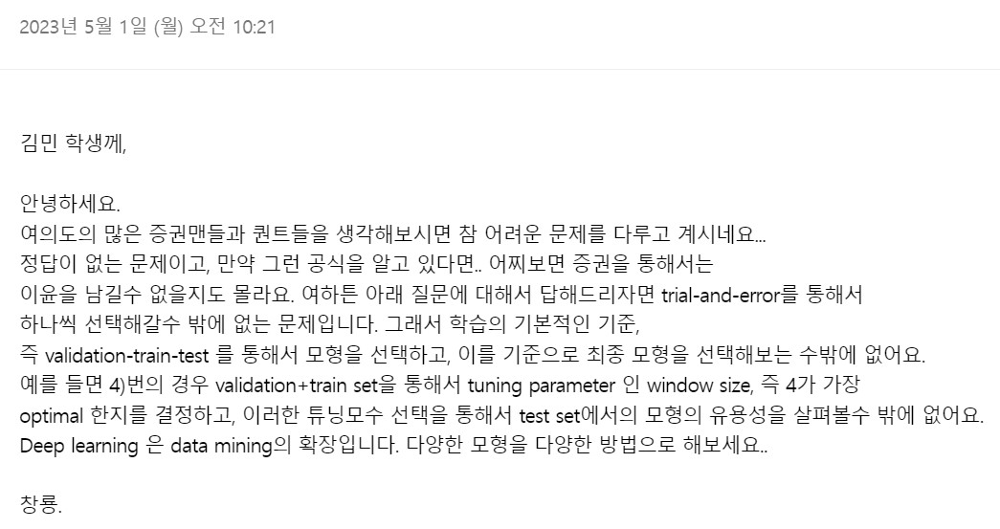 2023년 5월 1일 (월) 오전 10:21
김민 학생께,
안녕하세요.
여의도의 많은 증권맨들과 퀀트들을 생각해보시면 참 어려운 문제를 다루고 계시네요...
정답이 없는 문제이고, 만약 그런 공식을 알고 있다면.. 어찌보면 증권을 통해서는
이윤을 남길수 없을지도 몰라요. 여하튼 아래 질문에 대해서 답해드리자면 trial-and-error를 통해서
하나씩 선택해갈수 밖에 없는 문제입니다. 그래서 학습의 기본적인 기준,
즉 validation-train-test 를 통해서 모형을 선택하고, 이를 기준으로 최종 모형을 선택해보는 수밖에 없어요.
예를 들면 4)번의 경우 validation+train set을 통해서 tuning parameter 인 window size, 즉 4가 가장
optimal 한지를 결정하고, 이러한 튜닝모수 선택을 통해서 test set에서의 모형의 유용성을 살펴볼수 밖에 없어요.
Deep learning 은 data mining의 확장입니다. 다양한 모형을 다양한 방법으로 해보세요..
창룡.